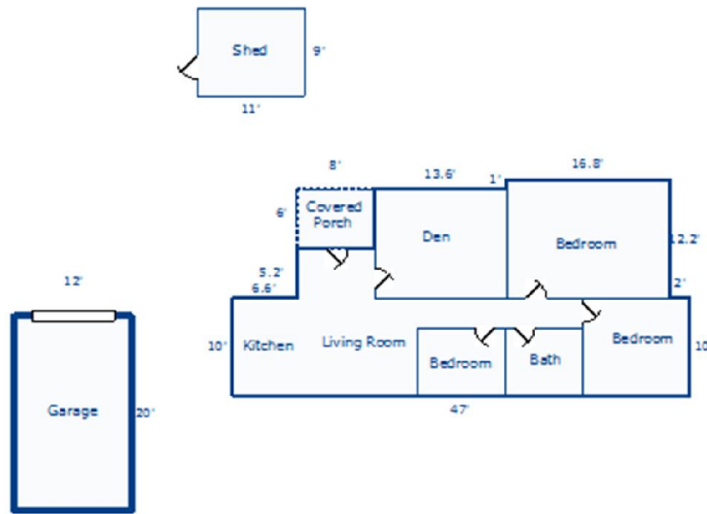 Shed
9'
11'
8'
13.6'
1'
16.8'
6'
Covered
Porch
Den
Bedroom
12.2'
5.2'
6.6'
2'
12'
10'
Kitchen
Living Room
Bedroom
Bath
Bedroom
10
47'
Garage
20'